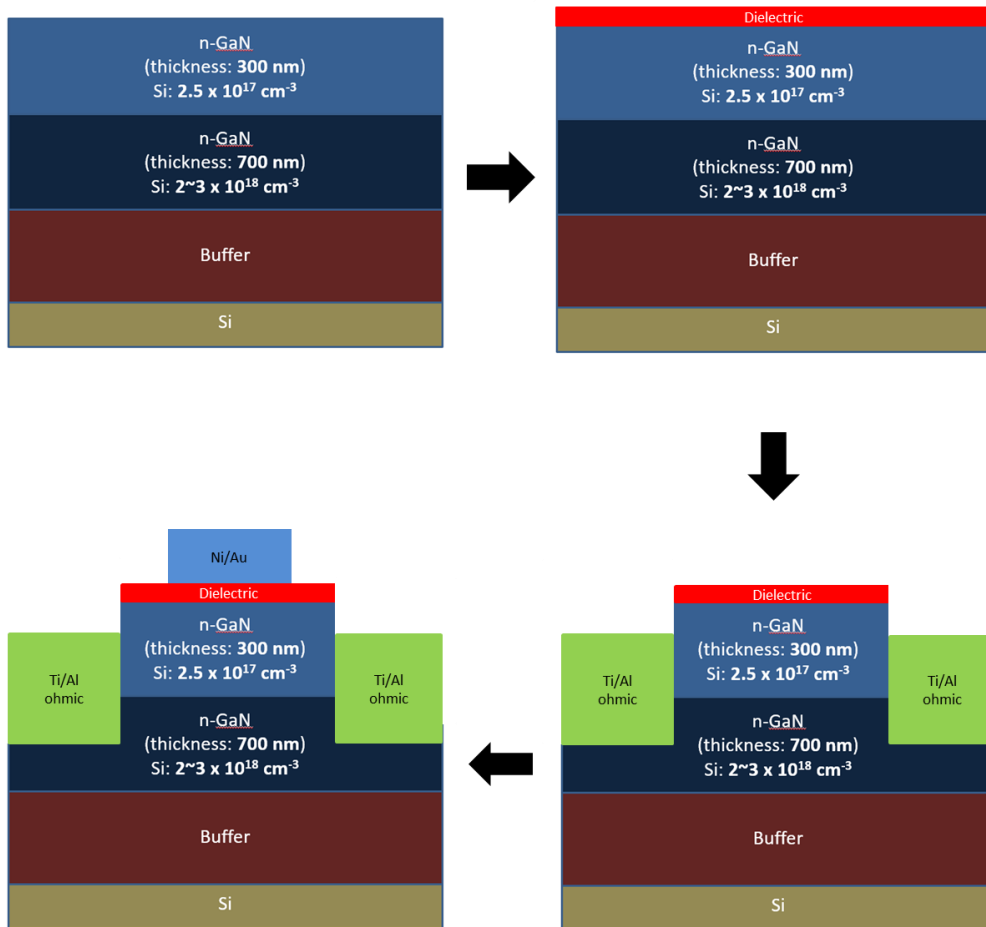 n-GaN
(thickness: 300 nm)
Si: 2.5 x 10¹⁷ cm⁻³
n-GaN
(thickness: 700 nm)
Si: 2~3 x 10¹⁸ cm⁻³
Buffer
Si
Dielectric
n-GaN
(thickness: 300 nm)
Si: 2.5 x 10¹⁷ cm⁻³
n-GaN
(thickness: 700 nm)
Si: 2~3 x 10¹⁸ cm⁻³
Buffer
Si
Ni/Au
Dielectric
n-GaN
(thickness: 300 nm)
Si: 2.5 x 10¹⁷ cm⁻³
Ti/Al
ohmic
Ti/Al
ohmic
n-GaN
(thickness: 700 nm)
Si: 2~3 x 10¹⁸ cm⁻³
Buffer
Si
Dielectric
n-GaN
(thickness: 300 nm)
Si: 2.5 x 10¹⁷ cm⁻³
Ti/Al
ohmic
Ti/Al
ohmic
n-GaN
(thickness: 700 nm)
Si: 2~3 x 10¹⁸ cm⁻³
Buffer
Si